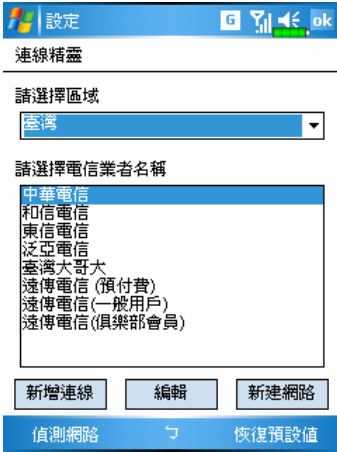 設定
G
ok
連線精靈
請選擇區域
臺灣
請選擇電信業者名稱
中華電信
和信電信
東信電信
泛亞電信
臺灣大哥大
遠傳電信 (預付費)
遠傳電信(一般用戶)
遠傳電信(俱樂部會員)
新增連線
編輯
新建網路
偵測網路
ㄅ
恢復預設值